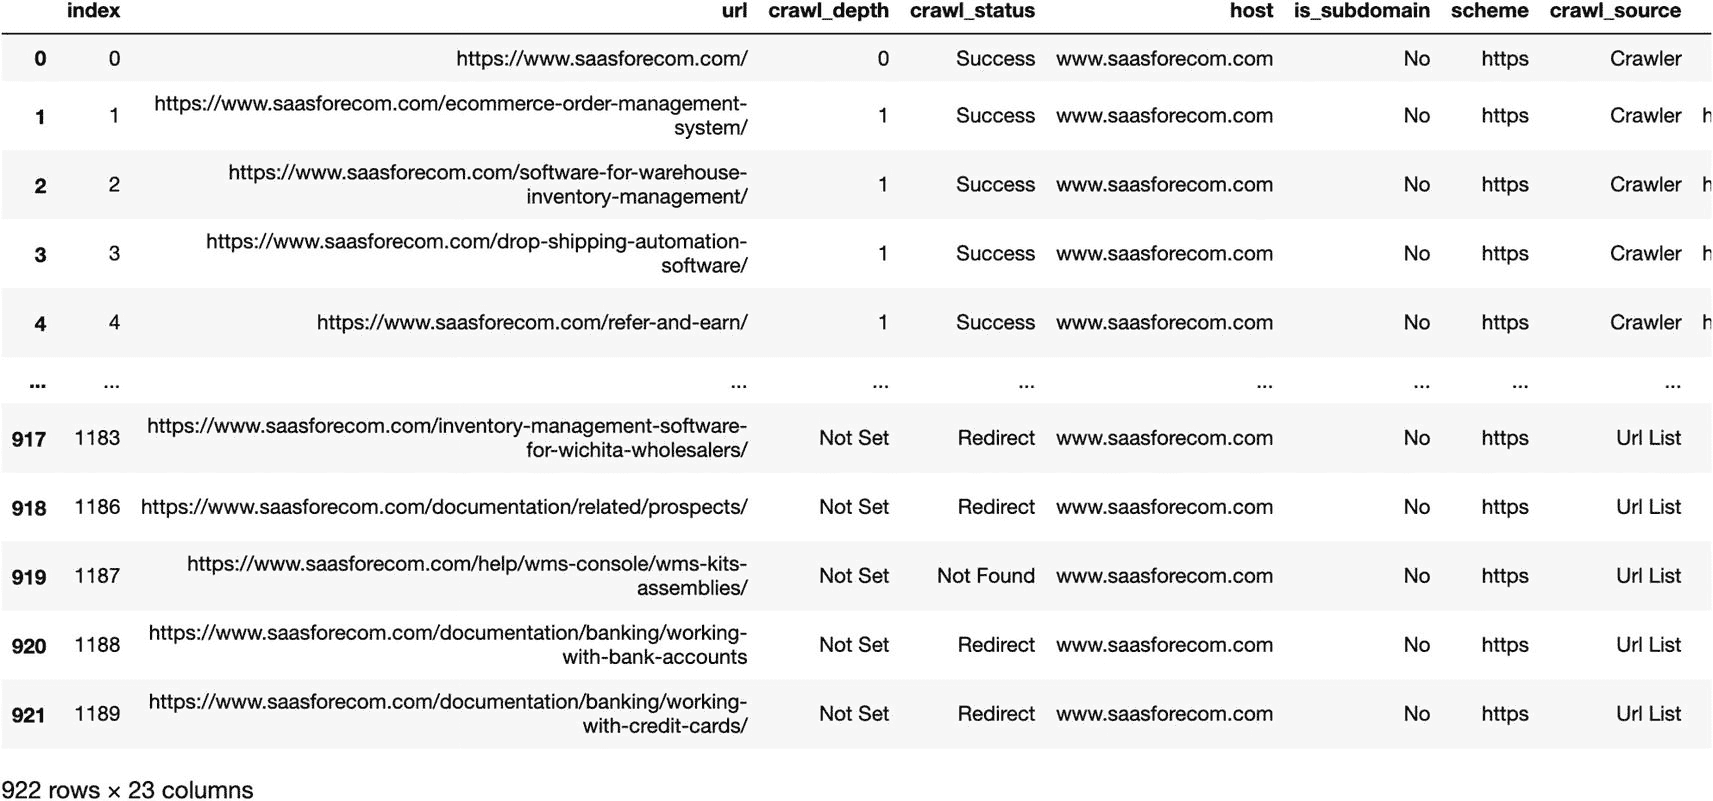 index url crawl_depth crawl_status host is_subdomain scheme crawl_source
0 0 https://www.saasforecom.com/ 0 Success www.saasforecom.com No https Crawler
https://www.saasforecom.com/ecommerce-order-management-
1 1 1 Success www.saasforecom.com No https Crawler h
system/
https://www.saasforecom.com/software-for-warehouse-
2 2 1 Success www.saasforecom.com No https Crawler h
inventory-management/
https://www.saasforecom.com/drop-shipping-automation-
3 3 1 Success www.saasforecom.com No https Crawler h
software/
4 4 https://www.saasforecom.com/refer-and-earn/ 1 Success www.saasforecom.com No https Crawler h
... ... ... ... ... ... ... ... ...
https://www.saasforecom.com/inventory-management-software-
917 1183 Not Set Redirect www.saasforecom.com No https Url List
for-wichita-wholesalers/
918 1186 https://www.saasforecom.com/documentation/related/prospects/ Not Set Redirect www.saasforecom.com No https Url List
https://www.saasforecom.com/help/wms-console/wms-kits-
919 1187 Not Set Not Found www.saasforecom.com No https Url List
assemblies/
https://www.saasforecom.com/documentation/banking/working-
920 1188 Not Set Redirect www.saasforecom.com No https Url List
with-bank-accounts
https://www.saasforecom.com/documentation/banking/working-
921 1189 Not Set Redirect www.saasforecom.com No https Url List
with-credit-cards/
922 rows × 23 columns